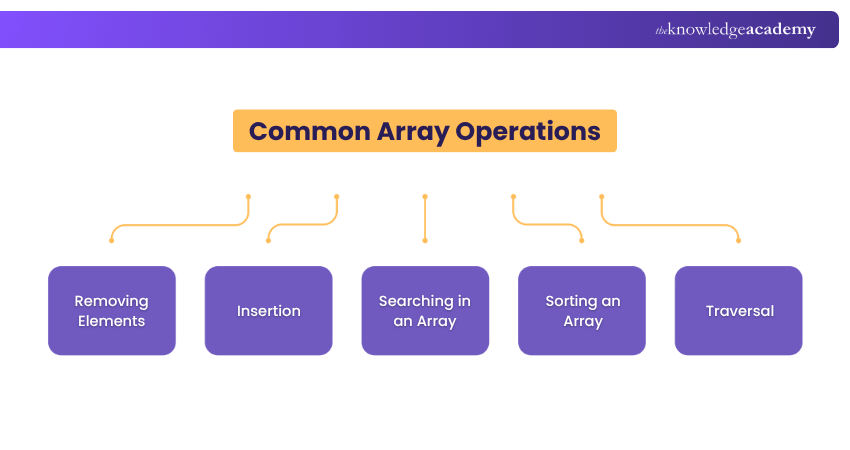 theknowledgeacademy
Common Array Operations
Removing
Elements
Insertion
Searching in
an Array
Sorting an
Array
Traversal